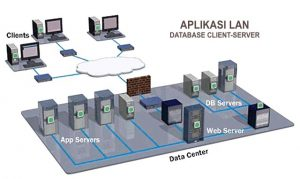 APLIKASI LAN
DATABASE CLIENT-SERVER
Clients
DB Servers
App Servers
Web Server
Data Center